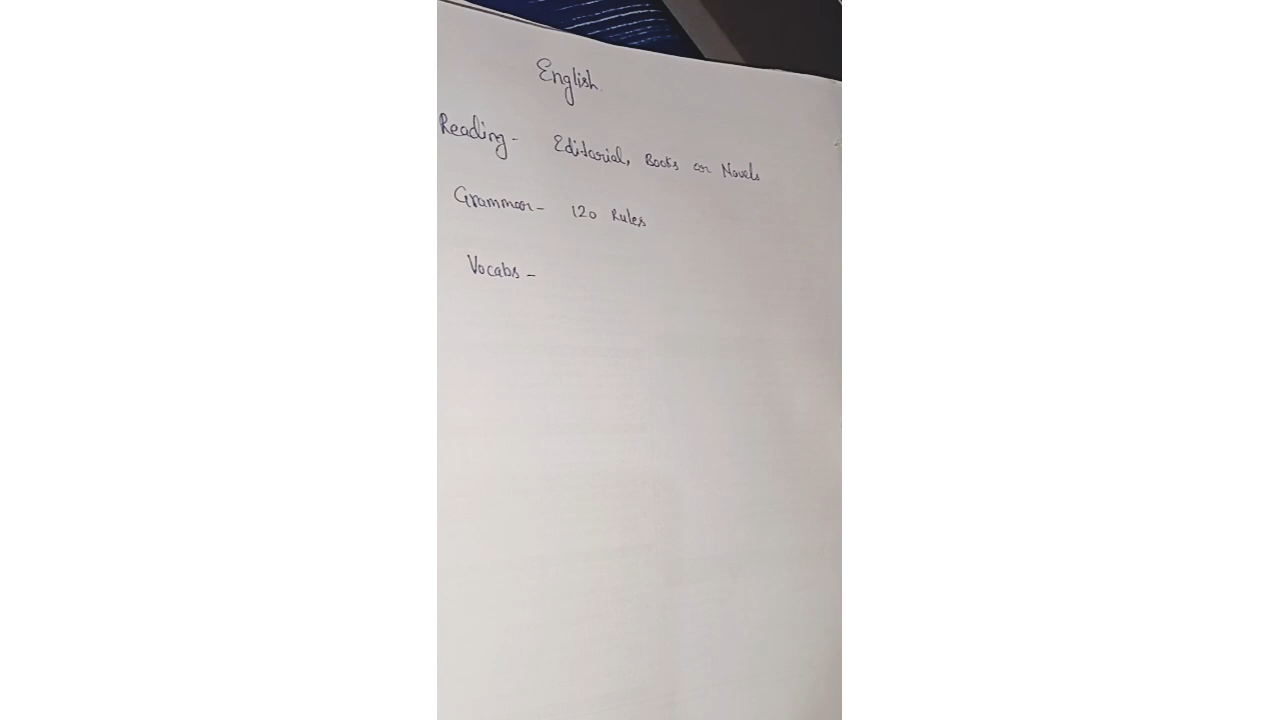 English
Reading - Editorial, Books or Novels
Grammar - 120 Rules
Vocabs -